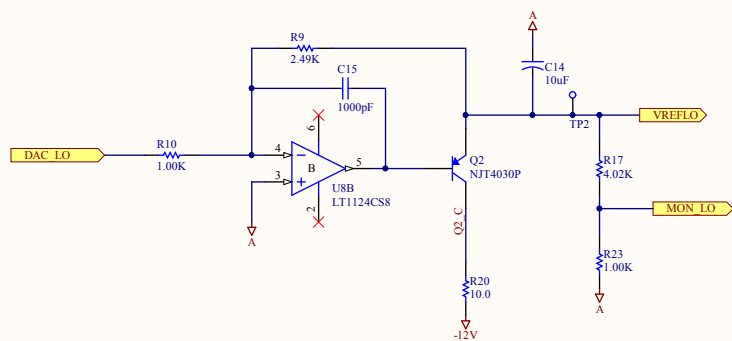 A
R9
2.49K
C15
1000pF
C14
10uF
VREFLO
TP2
DAC_LO
R10
1.00K
6
4
5
B
3
2
U8B
LT1124CS8
A
Q2
NJT4030P
Q2_C
R17
4.02K
MON_LO
R20
10.0
-12V
R23
1.00K
A